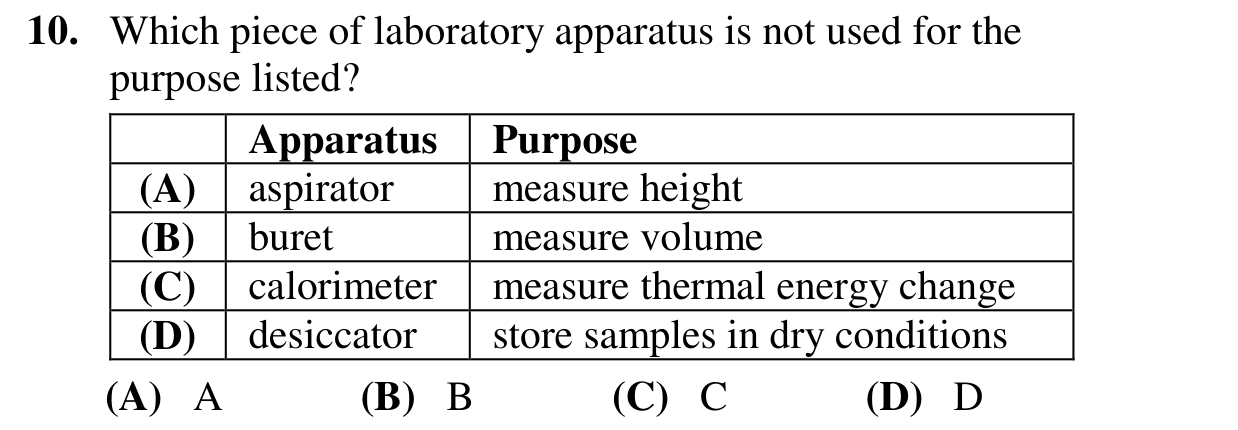 10. Which piece of laboratory apparatus is not used for the
purpose listed?
Apparatus Purpose
(A) aspirator measure height
(B) buret measure volume
(C) calorimeter measure thermal energy change
(D) desiccator store samples in dry conditions
(A) A (B) B (C) C (D) D